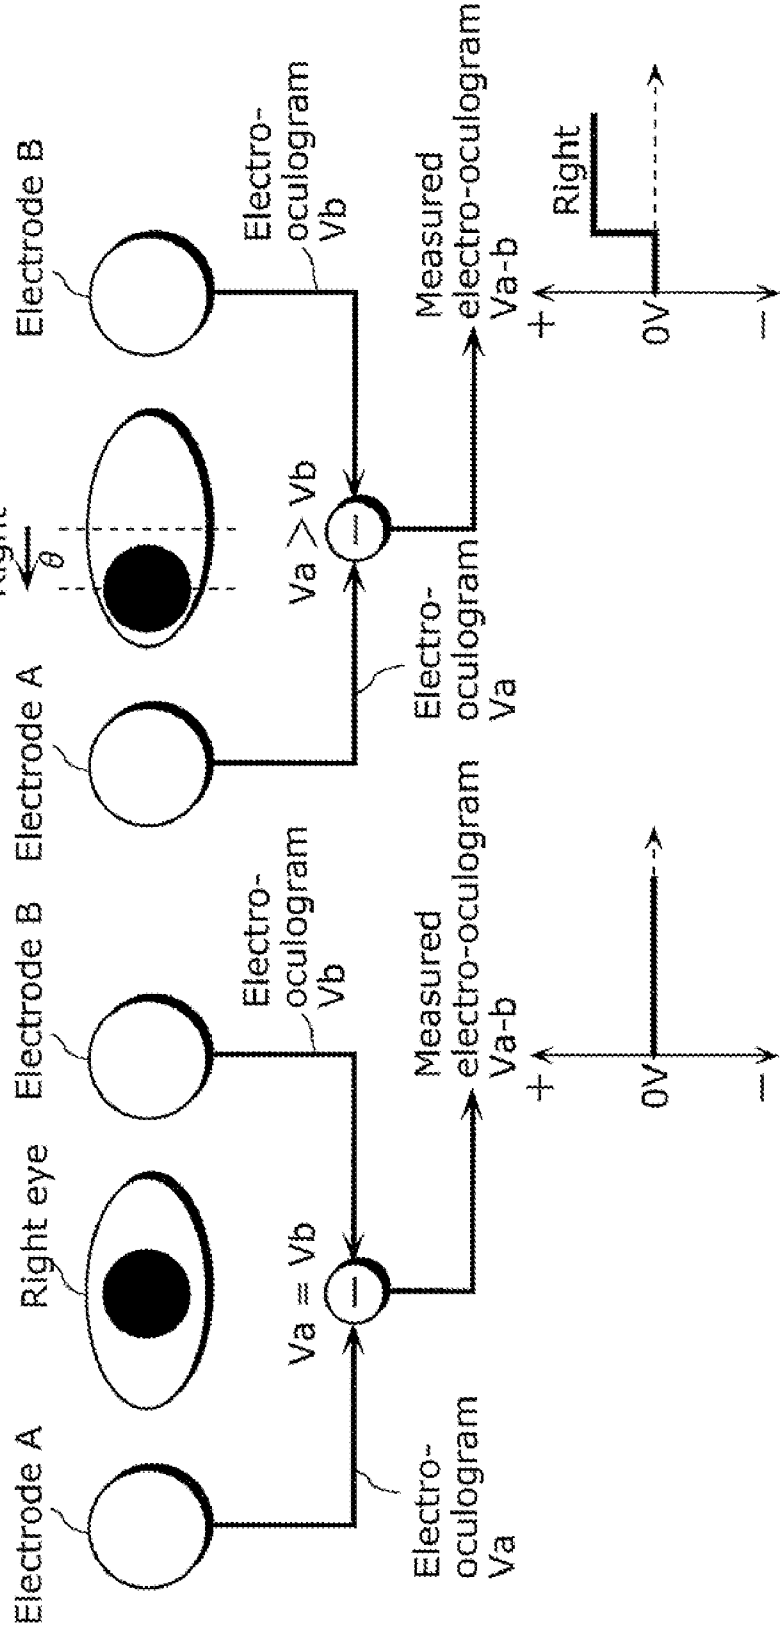 Electrode A
Right eye
Electrode B
Va = Vb
−
Electro-
oculogram
Vb
Electro-
oculogram
Va
Measured
electro-oculogram
Va-b
+
0V
−
Electrode A
Right
θ
Electrode B
Va > Vb
−
Electro-
oculogram
Vb
Electro-
oculogram
Va
Measured
electro-oculogram
Va-b
+
Right
0V
−